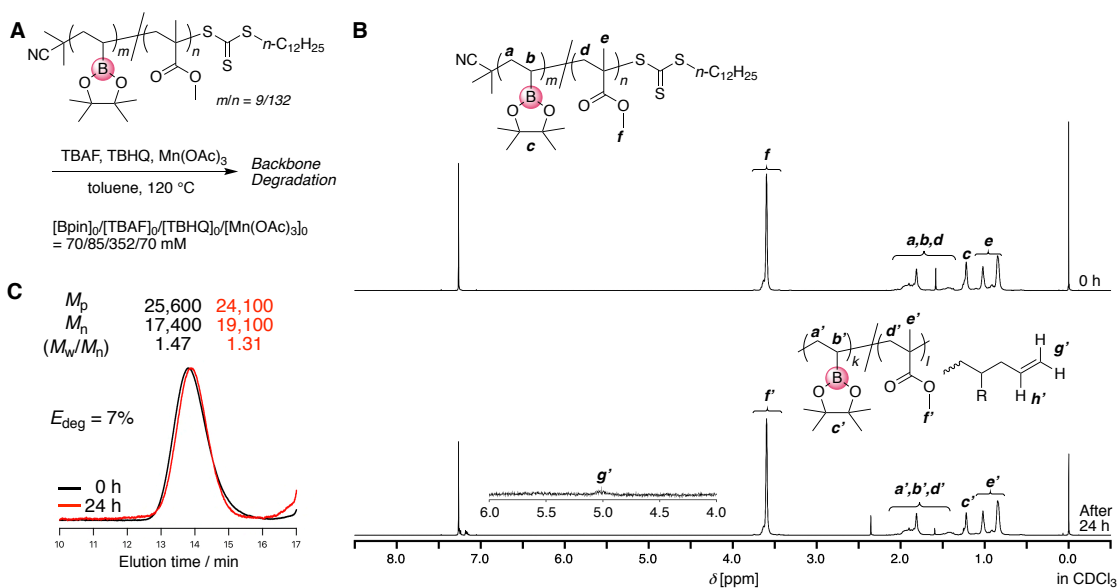 A
NC
m
n
S
S
S
n-C12H25
B
O
O
O
O
m/n = 9/132
TBAF, TBHQ, Mn(OAc)3
toluene, 120 °C
Backbone
Degradation
[Bpin]0/[TBAF]0/[TBHQ]0/[Mn(OAc)3]0
= 70/85/352/70 mM
C
Mp 25,600 24,100
Mn 17,400 19,100
(Mw/Mn) 1.47 1.31
Edeg = 7%
0 h
24 h
10 11 12 13 14 15 16 17
Elution time / min
B
a b d e
NC
m
n
S
S
S
n-C12H25
B
O
O
O
O
c
f
f
a,b,d
c
e
0 h
a' b' d' e'
k
l
B
O
O
O
O
c'
f'
R
H
H
H
g'
h'
f'
g'
a',b',d'
c'
e'
6.0 5.5 5.0 4.5 4.0
After
24 h
8.0 7.0 6.0 5.0 4.0 3.0 2.0 1.0 0.0
δ [ppm]
in CDCl3